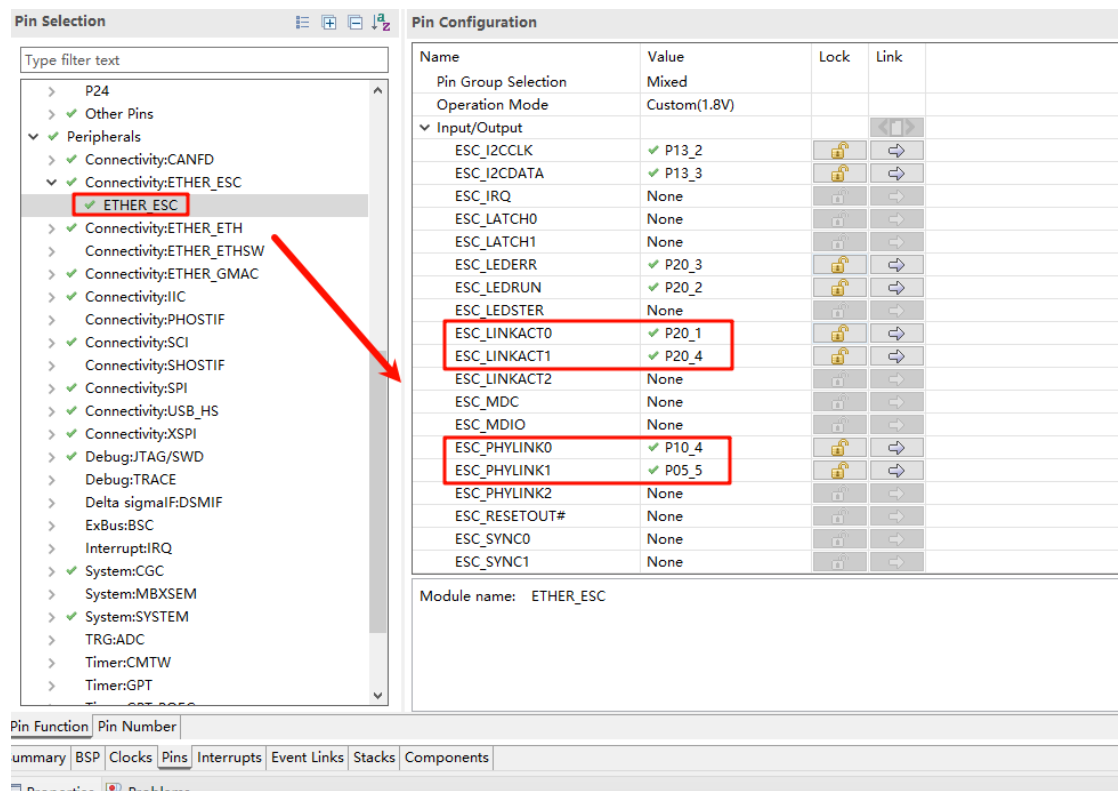 Pin Selection
Type filter text
P24
Other Pins
Peripherals
Connectivity:CANFD
Connectivity:ETHER_ESC
ETHER_ESC
Connectivity:ETHER_ETH
Connectivity:ETHER_ETHSW
Connectivity:ETHER_GMAC
Connectivity:IIC
Connectivity:PHOSTIF
Connectivity:SCI
Connectivity:SHOSTIF
Connectivity:SPI
Connectivity:USB_HS
Connectivity:XSPI
Debug:JTAG/SWD
Debug:TRACE
Delta sigmaIF:DSMIF
ExBus:BSC
Interrupt:IRQ
System:CGC
System:MBXSEM
System:SYSTEM
TRG:ADC
Timer:CMTW
Timer:GPT
Pin Configuration
Name Value Lock Link
Pin Group Selection Mixed
Operation Mode Custom(1.8V)
Input/Output
ESC_I2CCLK P13_2
ESC_I2CDATA P13_3
ESC_IRQ None
ESC_LATCH0 None
ESC_LATCH1 None
ESC_LEDERR P20_3
ESC_LEDRUN P20_2
ESC_LEDSTER None
ESC_LINKACT0 P20_1
ESC_LINKACT1 P20_4
ESC_LINKACT2 None
ESC_MDC None
ESC_MDIO None
ESC_PHYLINK0 P10_4
ESC_PHYLINK1 P05_5
ESC_PHYLINK2 None
ESC_RESETOUT# None
ESC_SYNC0 None
ESC_SYNC1 None
Module name: ETHER_ESC
Pin Function Pin Number
ummary BSP Clocks Pins Interrupts Event Links Stacks Components